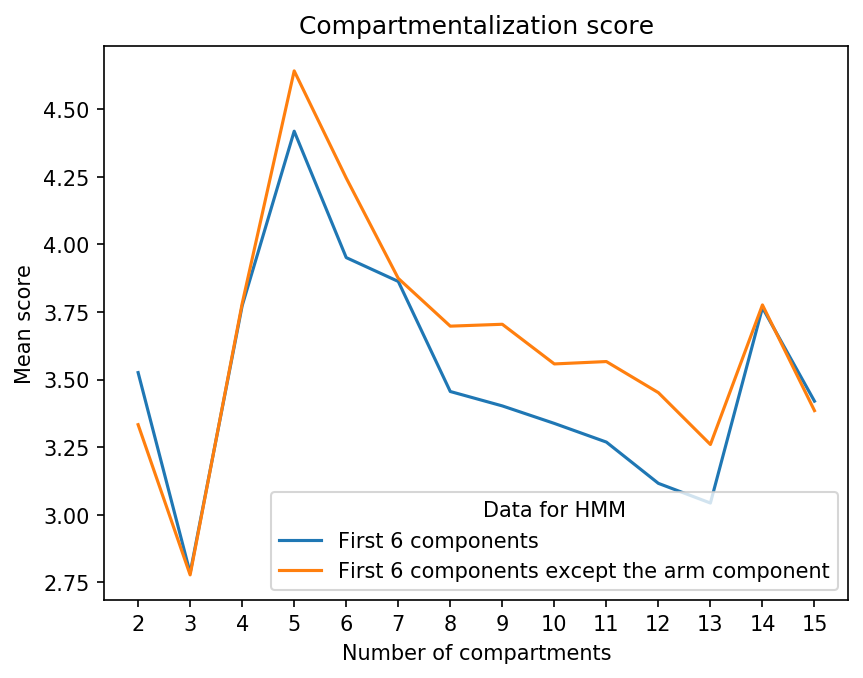 Compartmentalization score
Mean score
4.50
4.25
4.00
3.75
3.50
3.25
3.00
2.75
Data for HMM
First 6 components
First 6 components except the arm component
2 3 4 5 6 7 8 9 10 11 12 13 14 15
Number of compartments